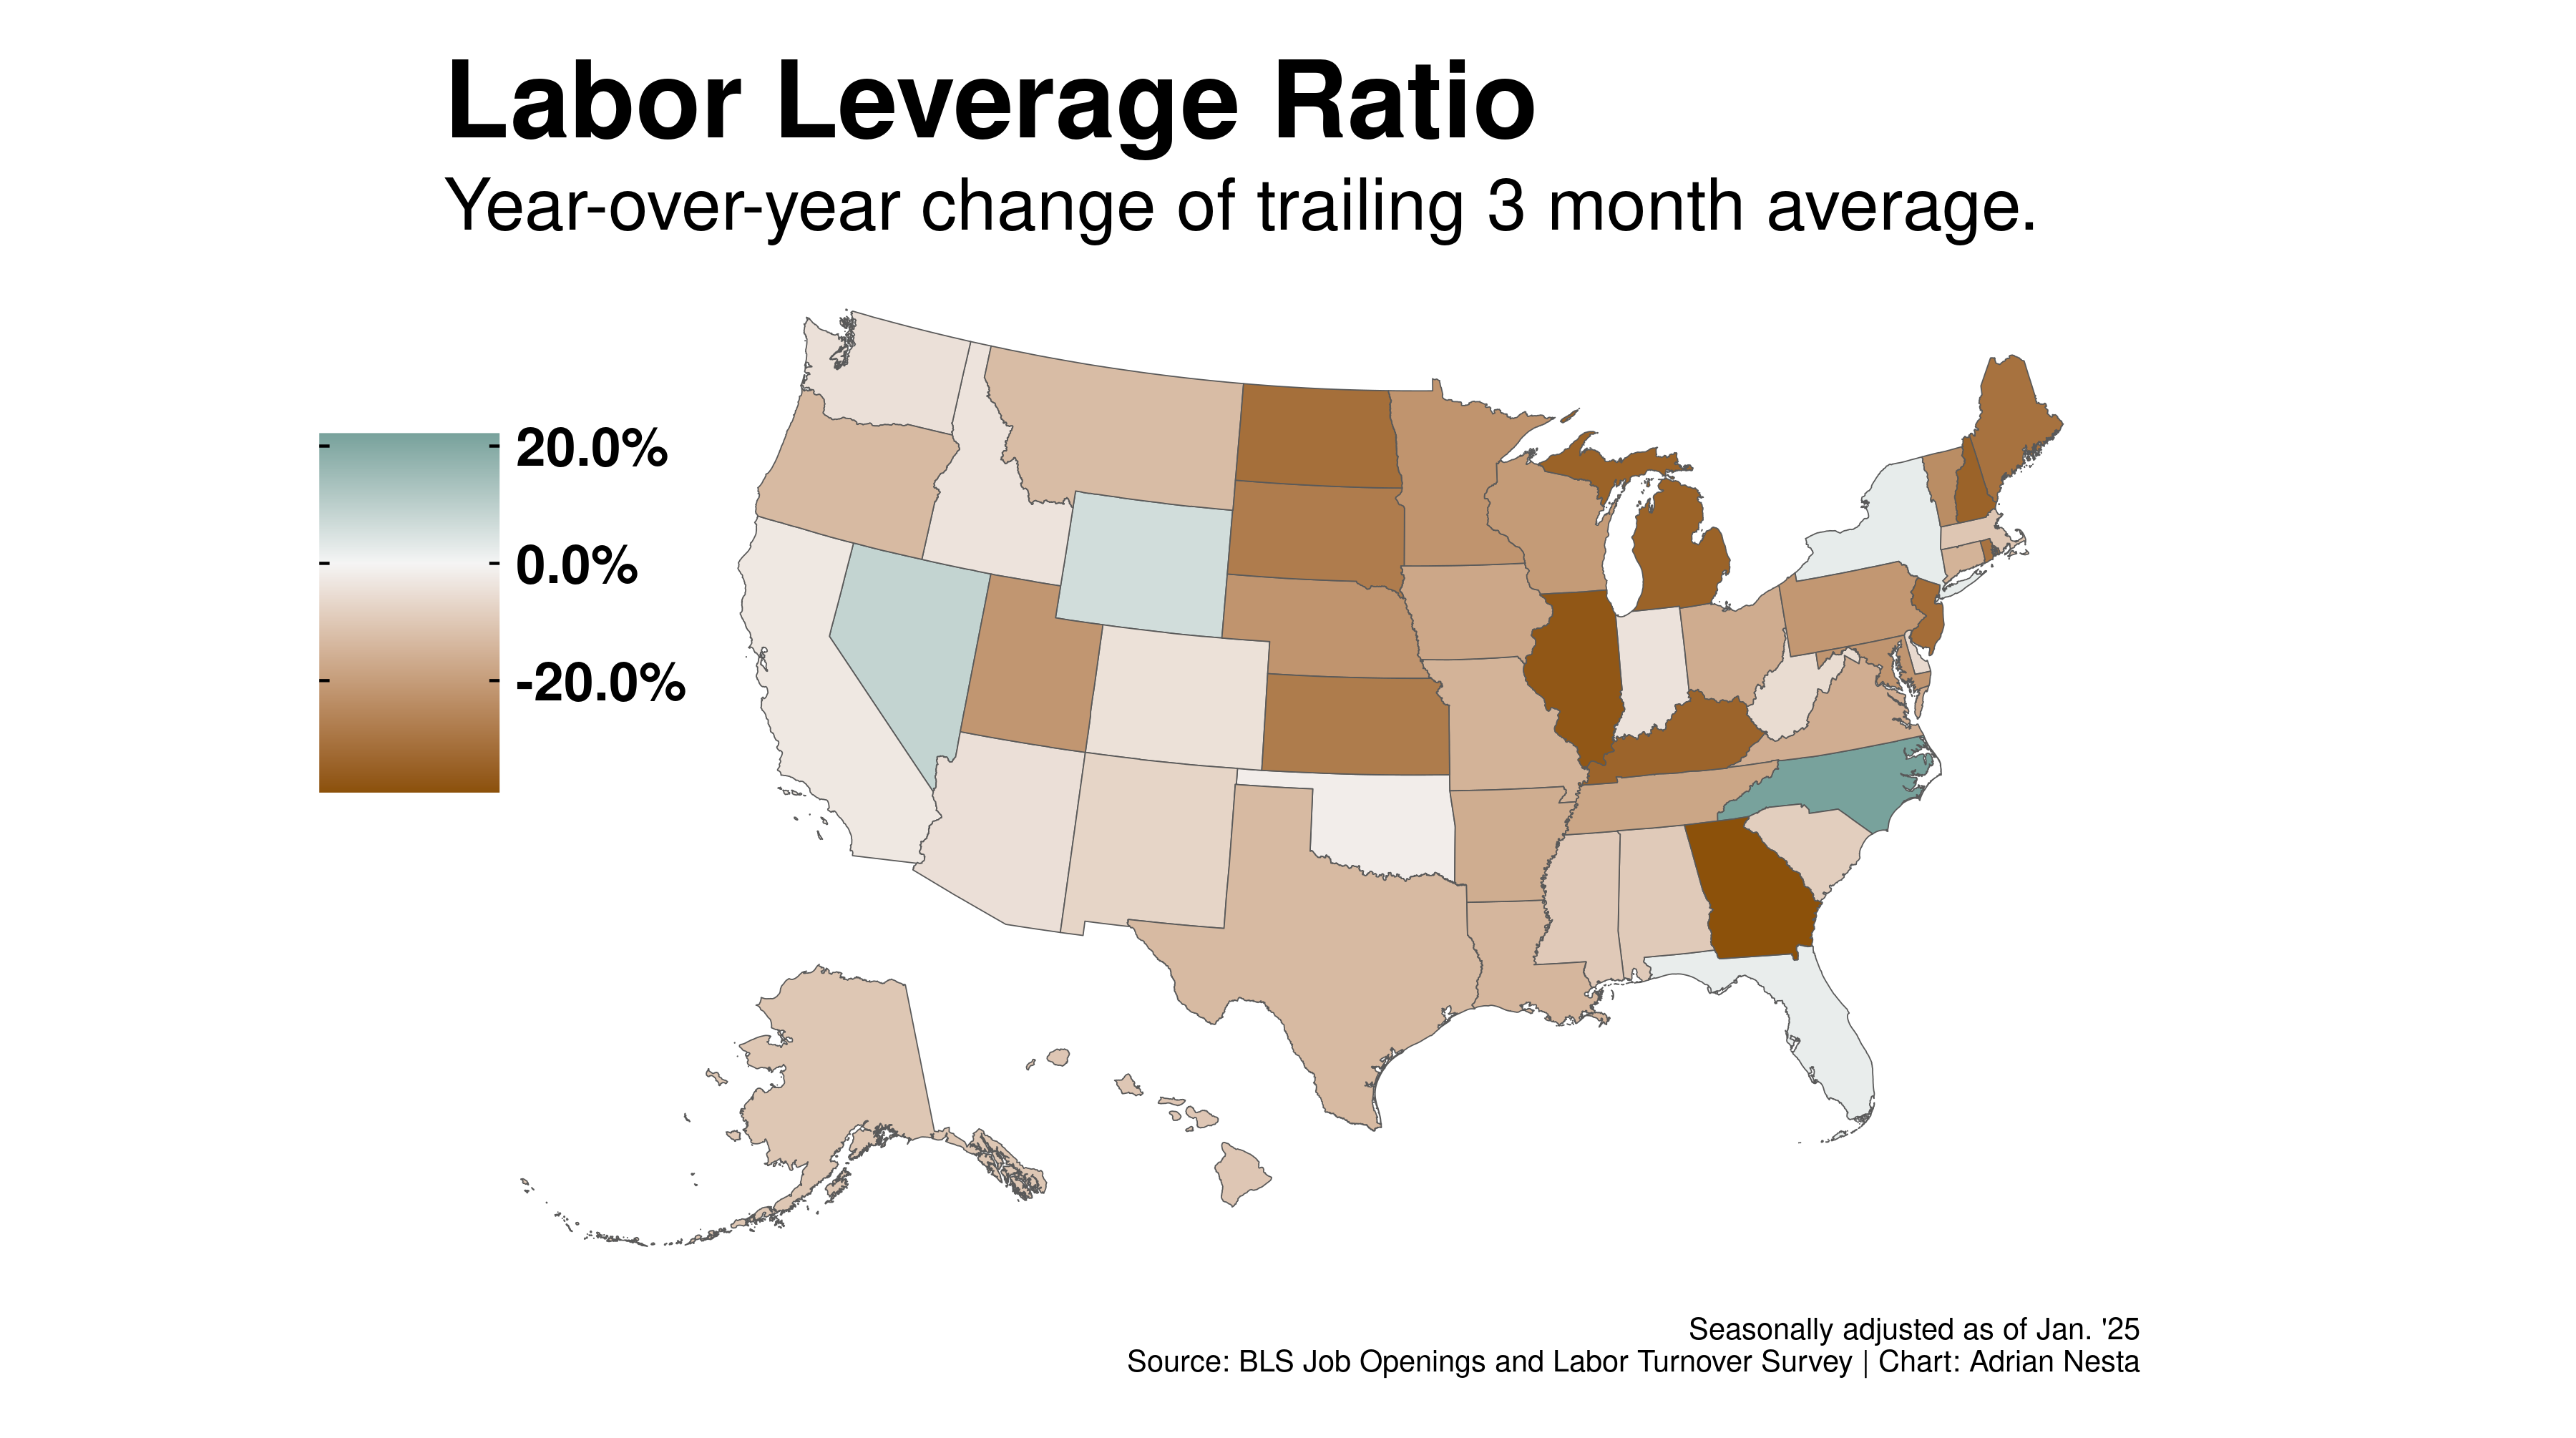 Labor Leverage Ratio
Year-over-year change of trailing 3 month average.
20.0%
0.0%
-20.0%
Seasonally adjusted as of Jan. '25
Source: BLS Job Openings and Labor Turnover Survey | Chart: Adrian Nesta